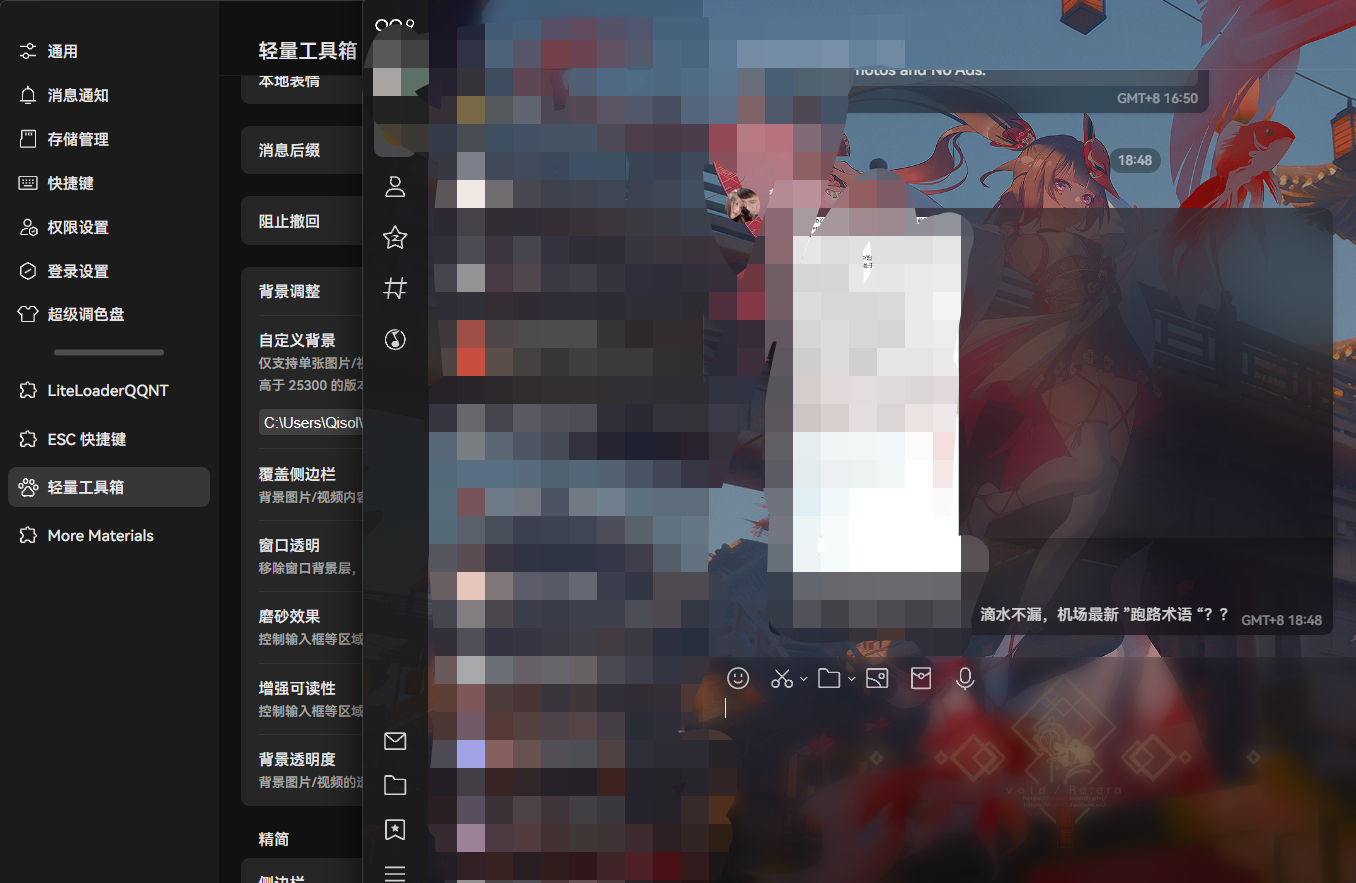 通用
消息通知
存储管理
快捷键
权限设置
登录设置
超级调色盘
LiteLoaderQQNT
ESC 快捷键
轻量工具箱
More Materials
轻量工具箱
本地表情
消息后缀
阻止撤回
背景调整
自定义背景
仅支持单张图片/视
高于 25300 的版本
C:\Users\Qisol\
覆盖侧边栏
背景图片/视频内容
窗口透明
移除窗口背景层，
磨砂效果
控制输入框等区域
增强可读性
控制输入框等区域
背景透明度
背景图片/视频的透
精简
侧边栏
hotos and No Ads.
GMT+8 16:50
18:48
滴水不漏，机场最新 ”跑路术语 “？？
GMT+8 18:48
void / Re:era